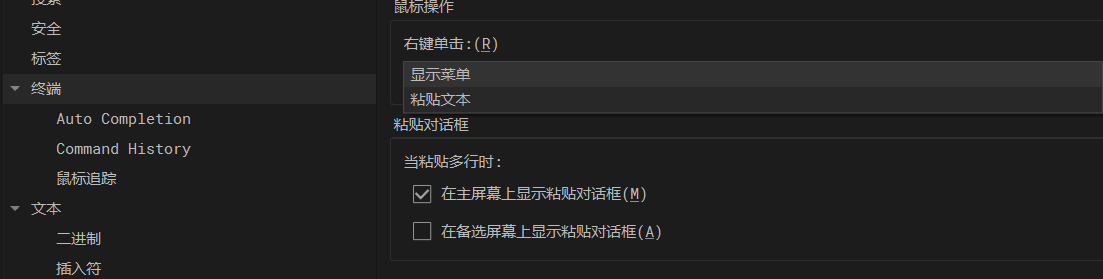 搜索
安全
标签
终端
Auto Completion
Command History
鼠标追踪
文本
二进制
插入符
鼠标操作
右键单击:(R)
显示菜单
粘贴文本
粘贴对话框
当粘贴多行时:
在主屏幕上显示粘贴对话框(M)
在备选屏幕上显示粘贴对话框(A)